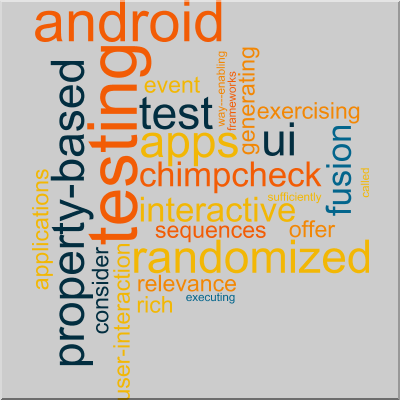 android
testing
property-based
event
test
way—enabling
frameworks
generating
exercising
apps
ui
fusion
chimpcheck
called
sufficiently
interactive
applications
sequences
offer
consider
randomized
user-interaction
relevance
executing
rich